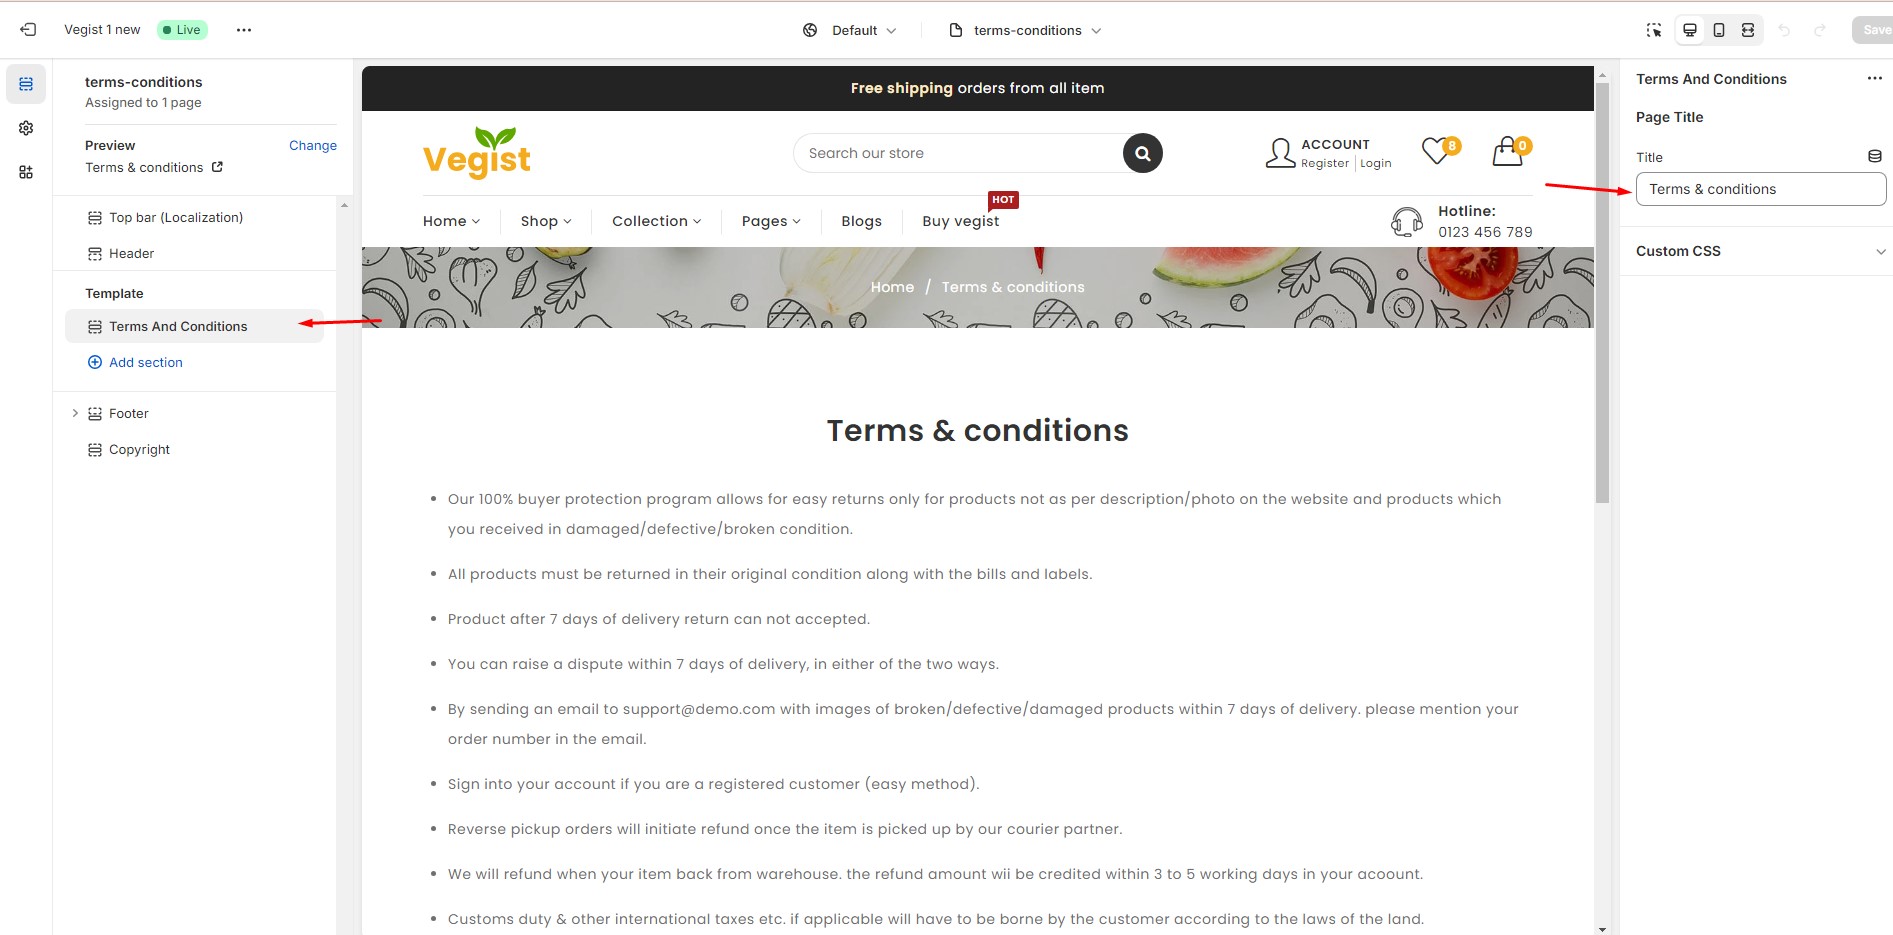 Vegist 1 new
Live
Default
terms-conditions
Save
terms-conditions
Assigned to 1 page
Preview
Change
Terms & conditions
Top bar (Localization)
Header
Template
Terms And Conditions
Add section
Footer
Copyright
Free shipping orders from all item
Vegist
Search our store
ACCOUNT
Register
Login
8
0
HOT
Home
Shop
Collection
Pages
Blogs
Buy vegist
Hotline:
0123 456 789
Home / Terms & conditions
Terms & conditions
Our 100% buyer protection program allows for easy returns only for products not as per description/photo on the website and products which
you received in damaged/defective/broken condition.
All products must be returned in their original condition along with the bills and labels.
Product after 7 days of delivery return can not accepted.
You can raise a dispute within 7 days of delivery, in either of the two ways.
By sending an email to support@demo.com with images of broken/defective/damaged products within 7 days of delivery. please mention your
order number in the email.
Sign into your account if you are a registered customer (easy method).
Reverse pickup orders will initiate refund once the item is picked up by our courier partner.
We will refund when your item back from warehouse. the refund amount wii be credited within 3 to 5 working days in your acoount.
Customs duty & other international taxes etc. if applicable will have to be borne by the customer according to the laws of the land.
Terms And Conditions
Page Title
Title
Terms & conditions
Custom CSS